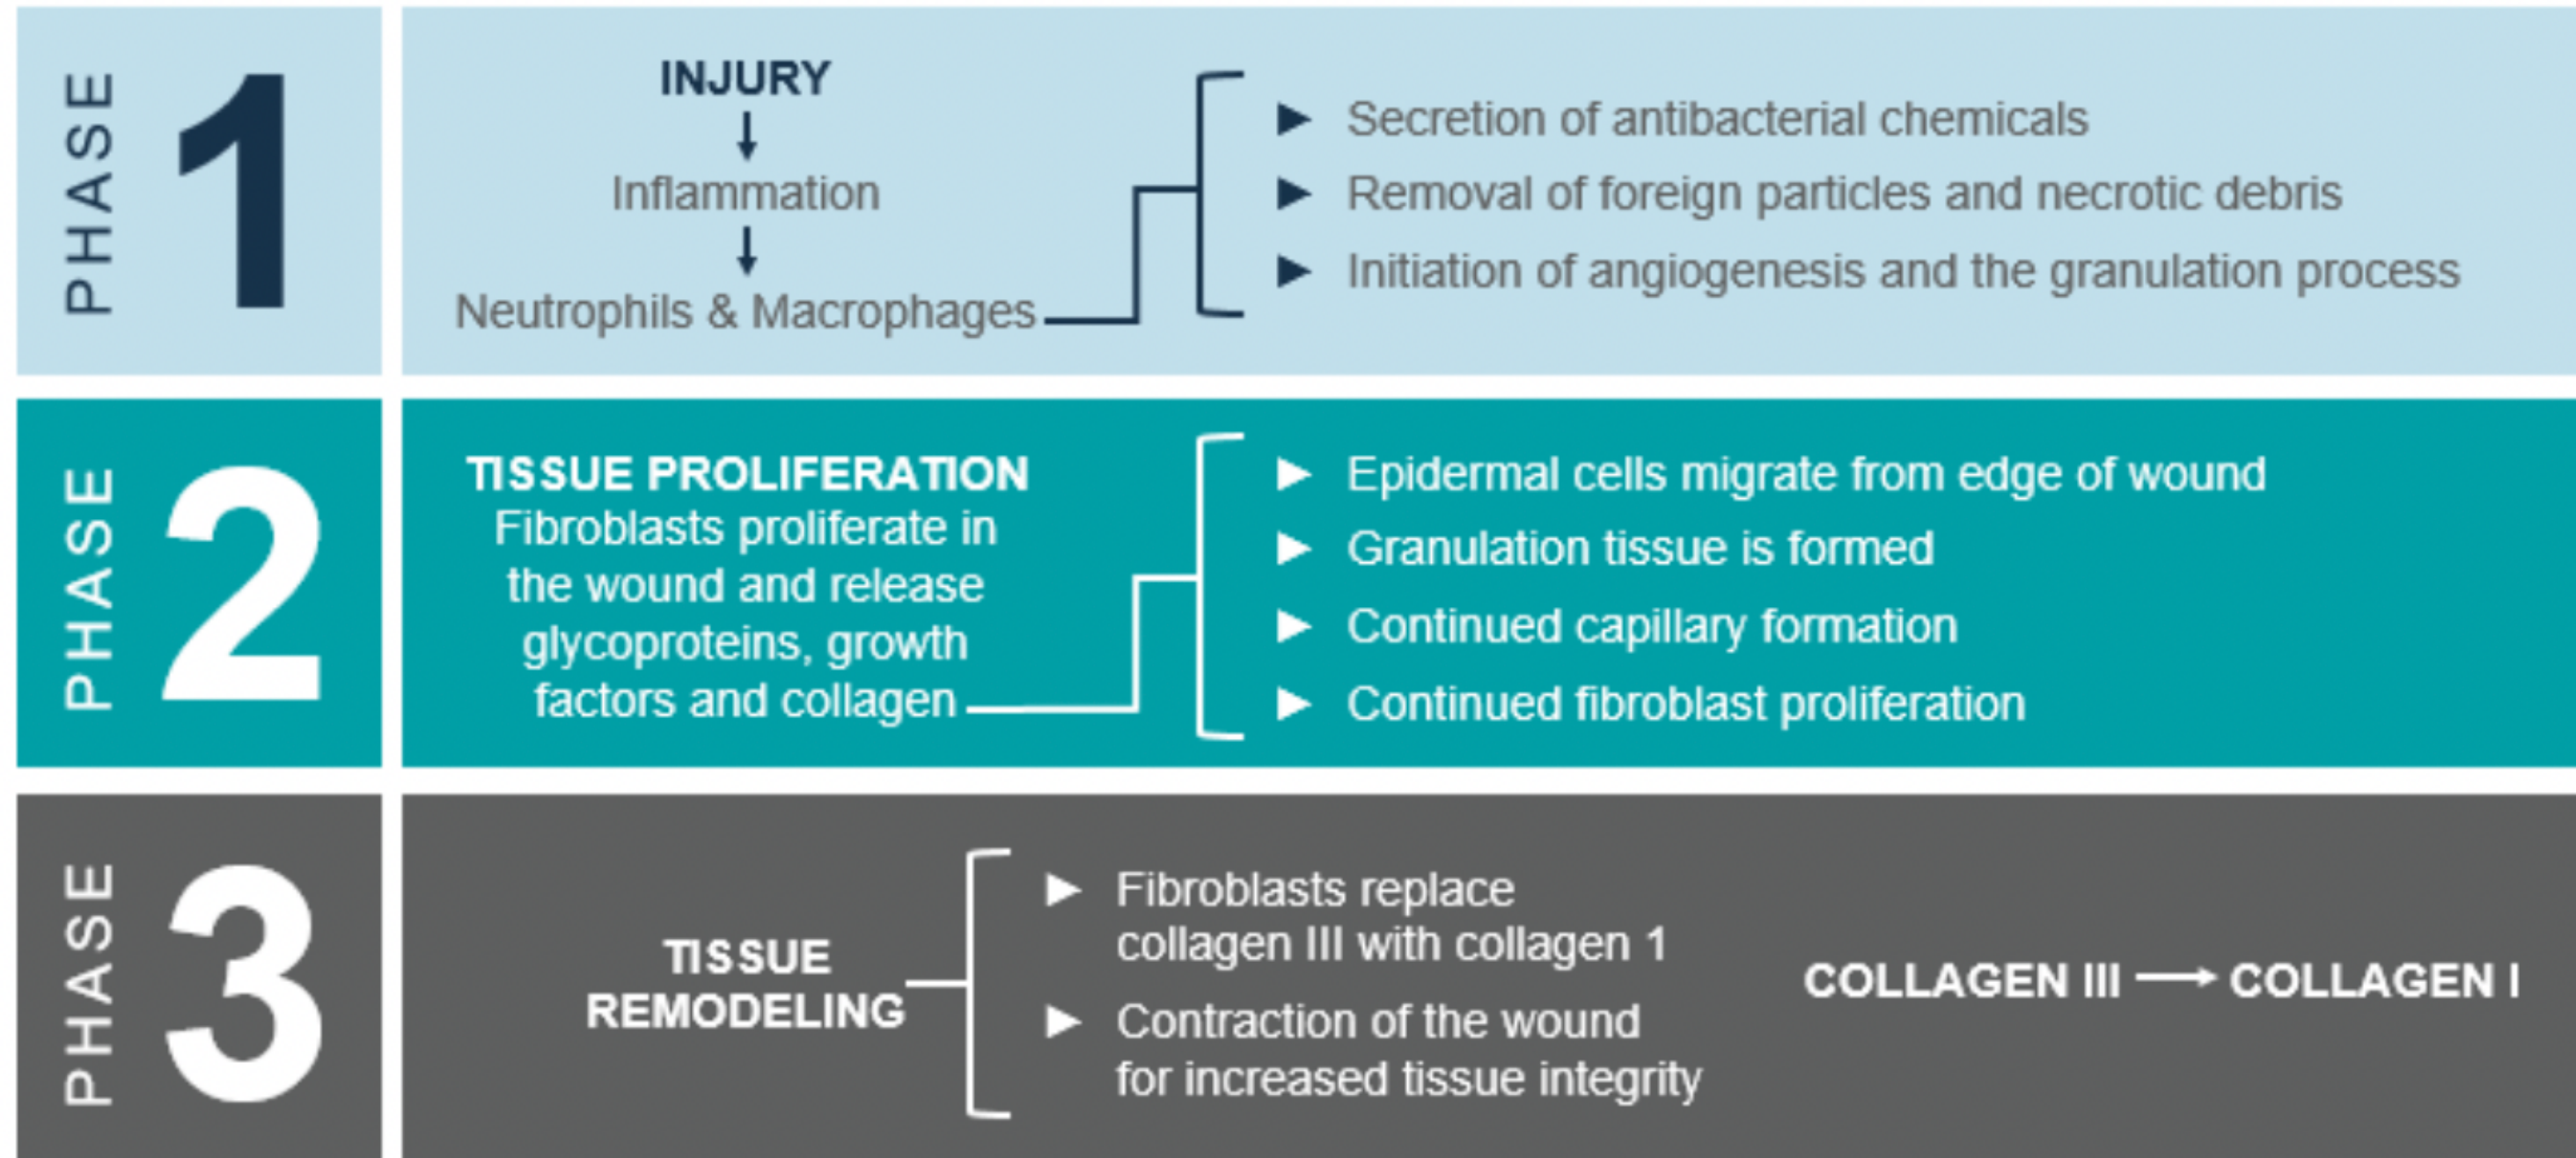 PHASE
1
INJURY
Inflammation
Neutrophils & Macrophages
Secretion of antibacterial chemicals
Removal of foreign particles and necrotic debris
Initiation of angiogenesis and the granulation process
PHASE
2
TISSUE PROLIFERATION
Fibroblasts proliferate in
the wound and release
glycoproteins, growth
factors and collagen
Epidermal cells migrate from edge of wound
Granulation tissue is formed
Continued capillary formation
Continued fibroblast proliferation
PHASE
3
TISSUE
REMODELING
Fibroblasts replace
collagen III with collagen 1
Contraction of the wound
for increased tissue integrity
COLLAGEN III → COLLAGEN I